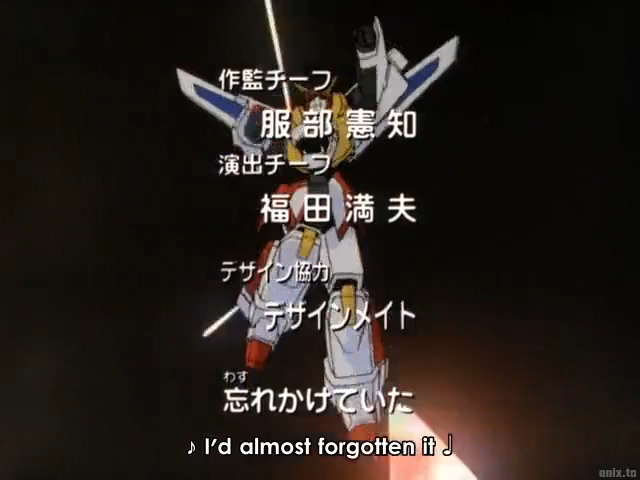 作監チーフ
服部憲知
演出チーフ
福田満夫
デザイン協力
デザインメイト
わす
忘れかけていた
♪ I'd almost forgotten it ♩
anix.to